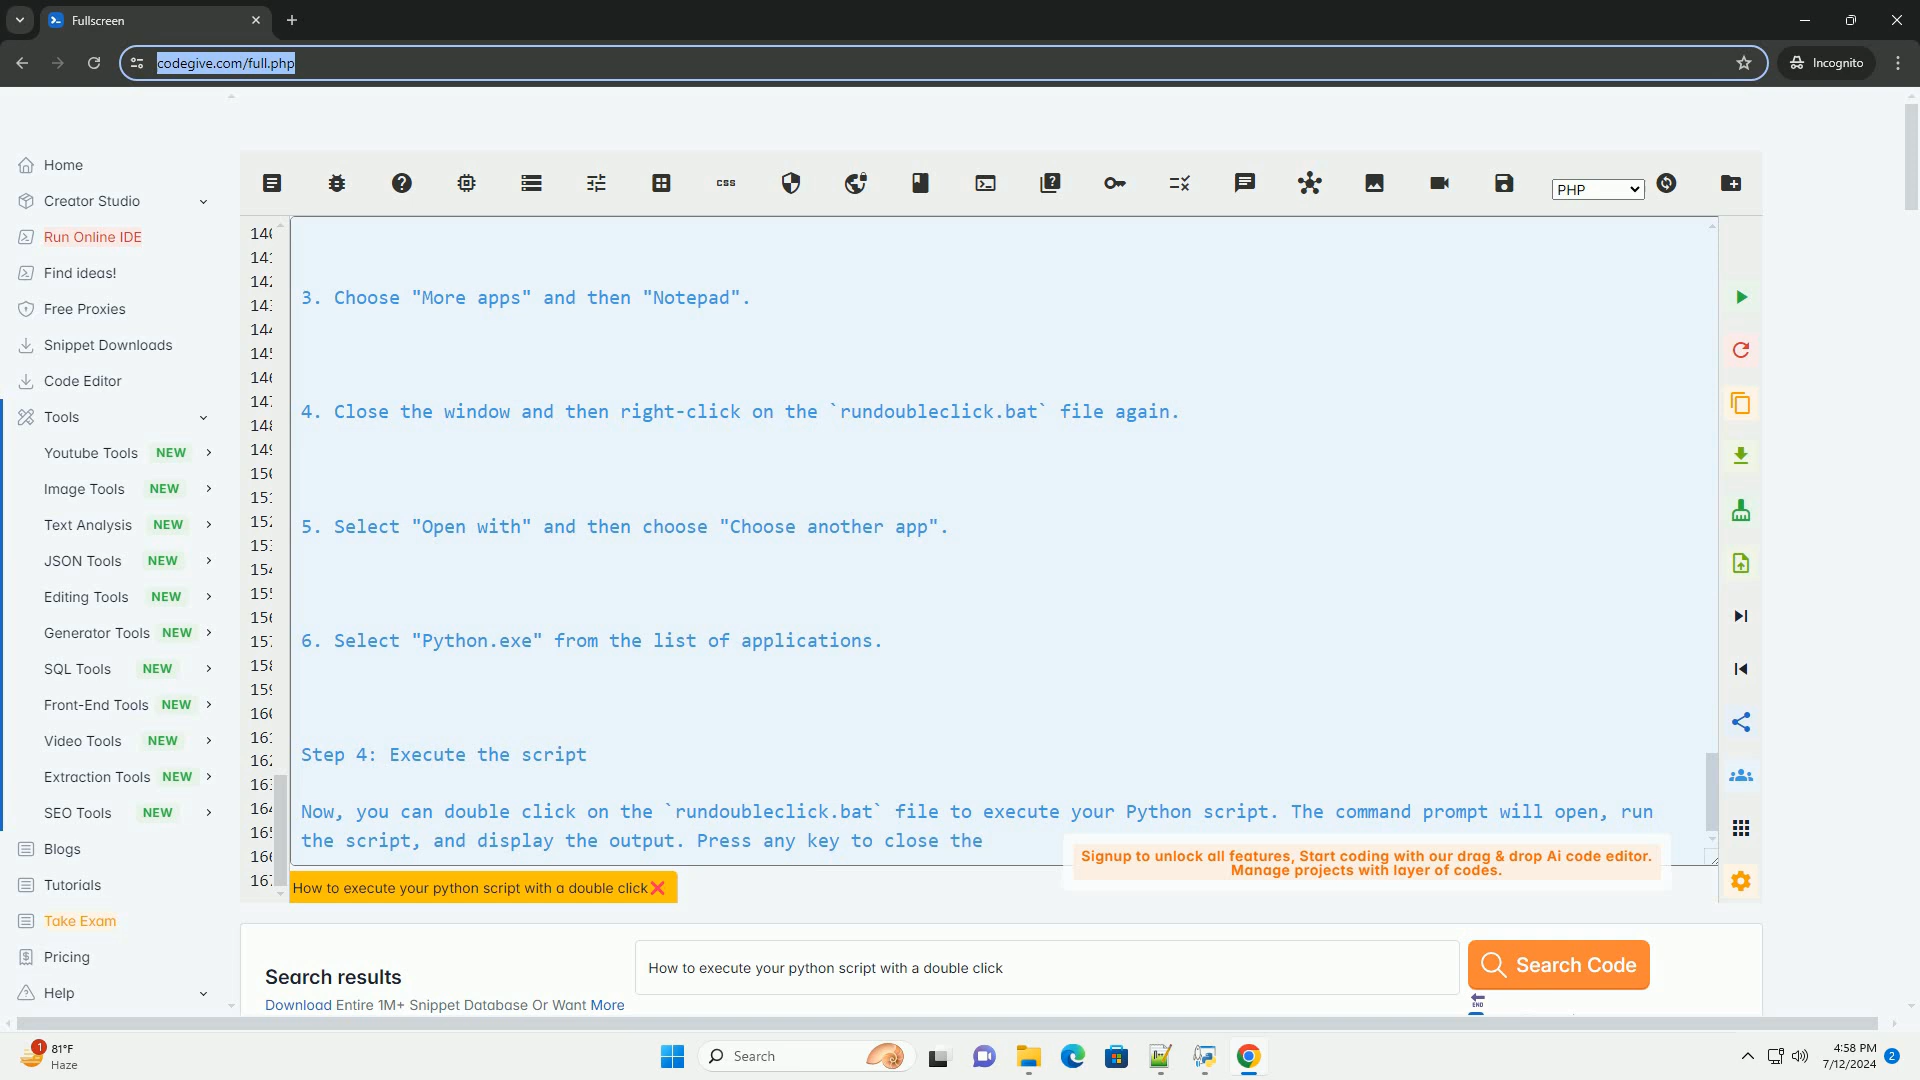 Fullscreen
codegive.com/full.php
Incognito
Home
Creator Studio
Run Online IDE
Find ideas!
Free Proxies
Snippet Downloads
Code Editor
Tools
Youtube Tools NEW
Image Tools NEW
Text Analysis NEW
JSON Tools NEW
Editing Tools NEW
Generator Tools NEW
SQL Tools NEW
Front-End Tools NEW
Video Tools NEW
Extraction Tools NEW
SEO Tools NEW
Blogs
Tutorials
Take Exam
Pricing
Help
css
PHP
3. Choose "More apps" and then "Notepad".
4. Close the window and then right-click on the `rundoubleclick.bat` file again.
5. Select "Open with" and then choose "Choose another app".
6. Select "Python.exe" from the list of applications.
Step 4: Execute the script
Now, you can double click on the `rundoubleclick.bat` file to execute your Python script. The command prompt will open, run
the script, and display the output. Press any key to close the
Signup to unlock all features, Start coding with our drag & drop Ai code editor.
Manage projects with layer of codes.
How to execute your python script with a double click
Search results
Download Entire 1M+ Snippet Database Or Want More
How to execute your python script with a double click
Search Code
END
1
81°F
Haze
Search
4:58 PM
7/12/2024
2